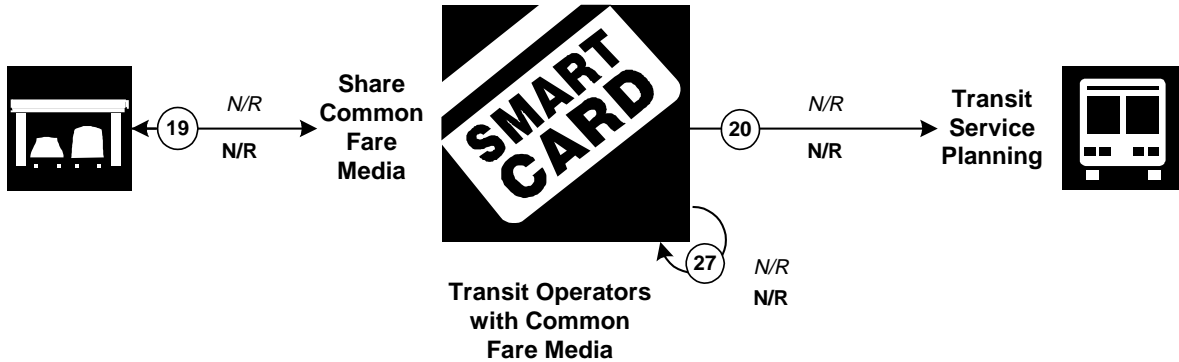 19
N/R
N/R
Share
Common
Fare
Media
SMART
CARD
20
N/R
N/R
Transit
Service
Planning
27
N/R
N/R
Transit Operators
with Common
Fare Media